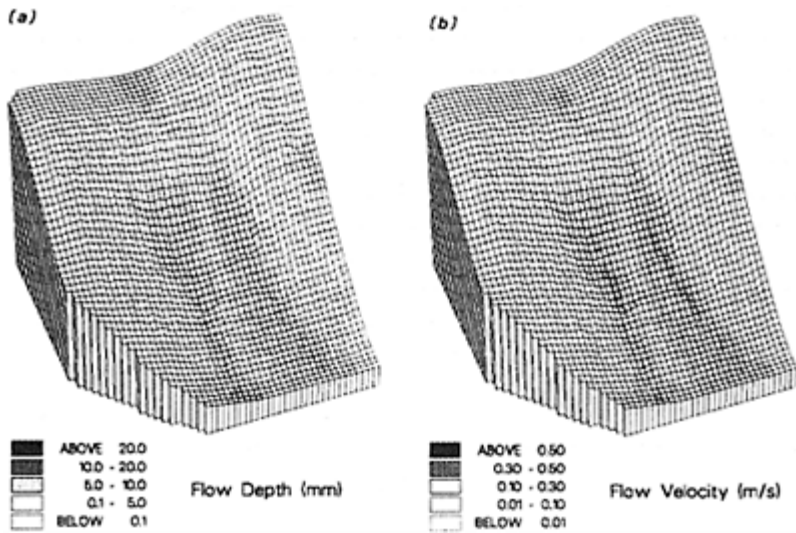 (a)
ABOVE 20.0
10.0 - 20.0
5.0 - 10.0
0.1 - 5.0
BELOW 0.1
Flow Depth (mm)
(b)
ABOVE 0.50
0.30 - 0.50
0.10 - 0.30
0.01 - 0.10
BELOW 0.01
Flow Velocity (m/s)